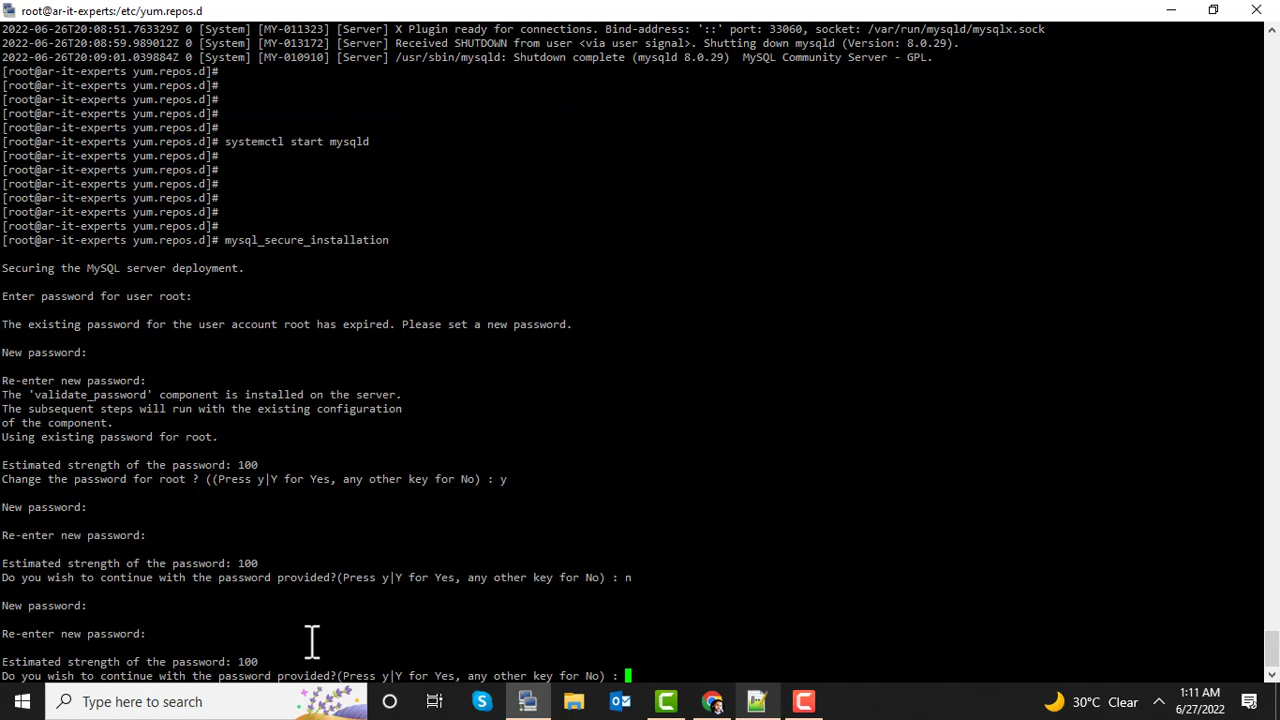 root@ar-it-experts:/etc/yum.repos.d
2022-06-26T20:08:51.763329Z 0 [System] [MY-011323] [Server] X Plugin ready for connections. Bind-address: '::' port: 33060, socket: /var/run/mysqld/mysqlx.sock
2022-06-26T20:08:59.989012Z 0 [System] [MY-013172] [Server] Received SHUTDOWN from user <via user signal>. Shutting down mysqld (Version: 8.0.29).
2022-06-26T20:09:01.039884Z 0 [System] [MY-010910] [Server] /usr/sbin/mysqld: Shutdown complete (mysqld 8.0.29)  MySQL Community Server - GPL.
[root@ar-it-experts yum.repos.d]#
[root@ar-it-experts yum.repos.d]#
[root@ar-it-experts yum.repos.d]#
[root@ar-it-experts yum.repos.d]#
[root@ar-it-experts yum.repos.d]#
[root@ar-it-experts yum.repos.d]# systemctl start mysqld
[root@ar-it-experts yum.repos.d]#
[root@ar-it-experts yum.repos.d]#
[root@ar-it-experts yum.repos.d]#
[root@ar-it-experts yum.repos.d]#
[root@ar-it-experts yum.repos.d]#
[root@ar-it-experts yum.repos.d]#
[root@ar-it-experts yum.repos.d]# mysql_secure_installation
Securing the MySQL server deployment.
Enter password for user root:
The existing password for the user account root has expired. Please set a new password.
New password:
Re-enter new password:
The 'validate_password' component is installed on the server.
The subsequent steps will run with the existing configuration
of the component.
Using existing password for root.
Estimated strength of the password: 100
Change the password for root ? ((Press y|Y for Yes, any other key for No) : y
New password:
Re-enter new password:
Estimated strength of the password: 100
Do you wish to continue with the password provided?(Press y|Y for Yes, any other key for No) : n
New password:
Re-enter new password:
Estimated strength of the password: 100
Do you wish to continue with the password provided?(Press y|Y for Yes, any other key for No) :
Type here to search
30°C Clear
1:11 AM
6/27/2022